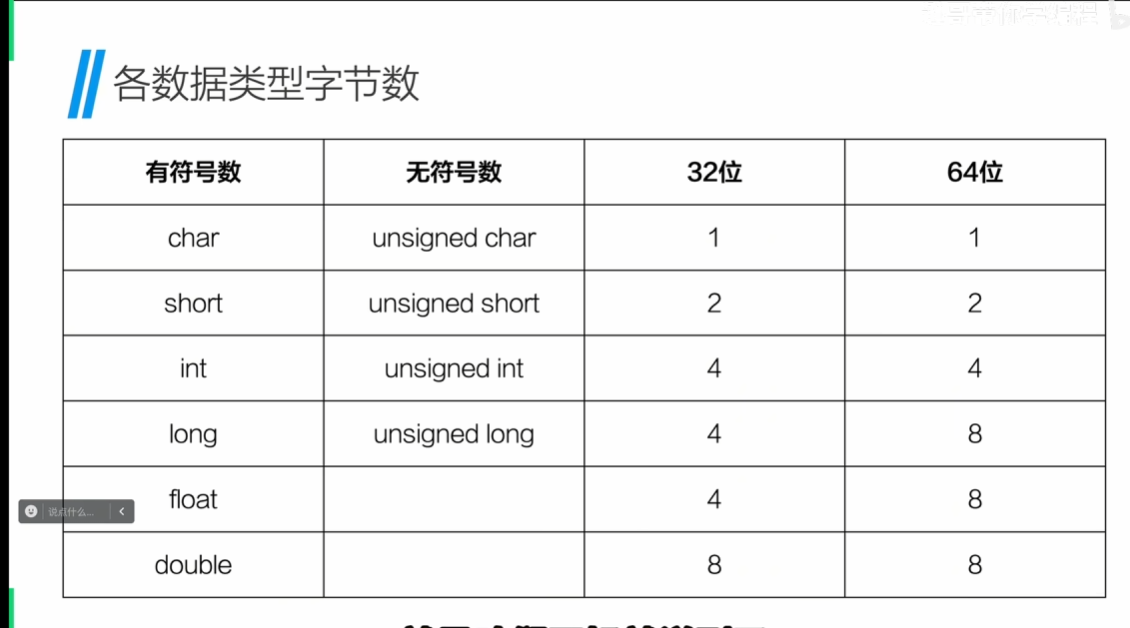 各数据类型字节数
有符号数 无符号数 32位 64位
char unsigned char 1 1
short unsigned short 2 2
int unsigned int 4 4
long unsigned long 4 8
float 4 8
double 8 8
说点什么...